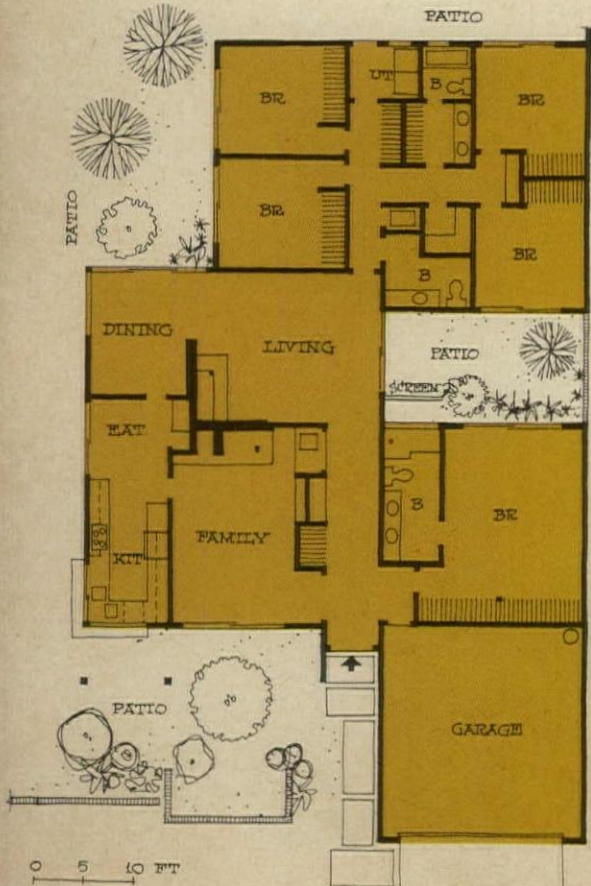 PATIO
UT
B
BR
BR
BR
PATIO
BR
B
DINING
LIVING
PATIO
SCREEN
EAT
B
BR
FAMILY
KIT
PATIO
GARAGE
0 5 10 FT